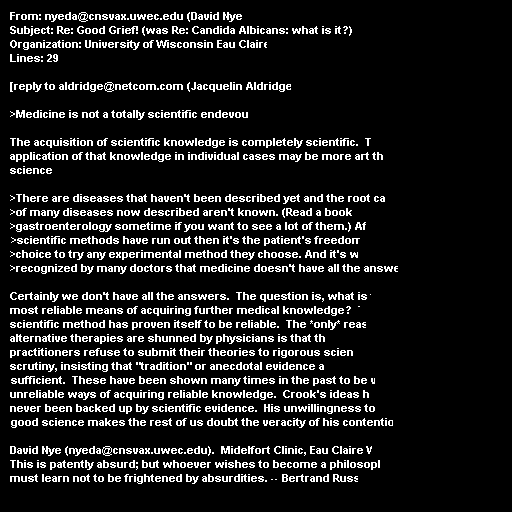 From: nyeda@cnsvax.uwec.edu (David Nye
Subject: Re: Good Grief! (was Re: Candida Albicans: what is it?)
Organization: University of Wisconsin Eau Claire
Lines: 29
[reply to aldridge@netcom.com (Jacquelin Aldridge
>Medicine is not a totally scientific endevou
The acquisition of scientific knowledge is completely scientific. T
application of that knowledge in individual cases may be more art th
science
>There are diseases that haven't been described yet and the root ca
>of many diseases now described aren't known. (Read a book
>gastroenterology sometime if you want to see a lot of them.) Af
>scientific methods have run out then it's the patient's freedom
>choice to try any experimental method they choose. And it's w
>recognized by many doctors that medicine doesn't have all the answe
Certainly we don't have all the answers. The question is, what is
most reliable means of acquiring further medical knowledge?
scientific method has proven itself to be reliable. The *only* reas
alternative therapies are shunned by physicians is that th
practitioners refuse to submit their theories to rigorous scien
scrutiny, insisting that "tradition" or anecdotal evidence a
sufficient. These have been shown many times in the past to be v
unreliable ways of acquiring reliable knowledge. Crook's ideas h
never been backed up by scientific evidence. His unwillingness to
good science makes the rest of us doubt the veracity of his contentio
David Nye (nyeda@cnsvax.uwec.edu). Midelfort Clinic, Eau Claire W
This is patently absurd; but whoever wishes to become a philosoph
must learn not to be frightened by absurdities. -- Bertrand Russ